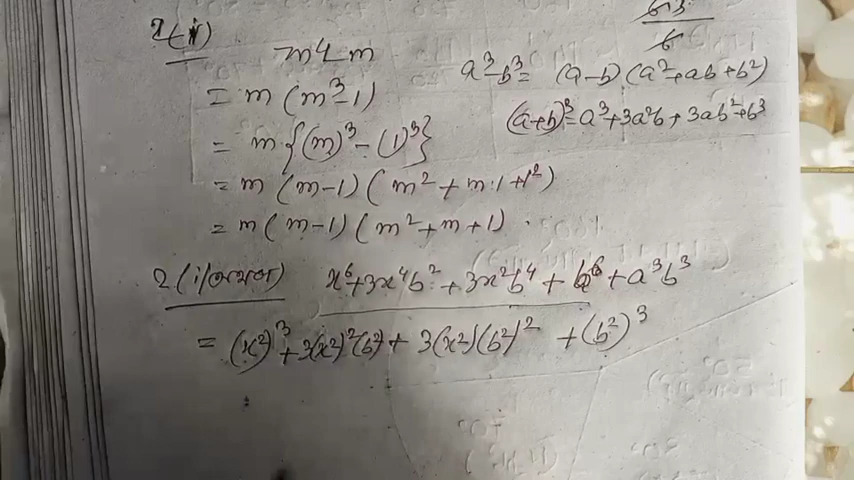 2(ii)
m4-m
= m(m³-1)
= m{(m)³-(1)³}
= m(m-1)(m²+m·1+1²)
= m(m-1)(m²+m+1)
63
6
a³-b³= (a-b)(a²+ab+b²)
(a+b)³=a³+3a²b+3ab²+b³
x⁶+3x⁴b²+3x²b⁴+b⁶+a³b³
= (x²)³+3(x²)²(b²)+3(x²)(b²)²+(b²)³